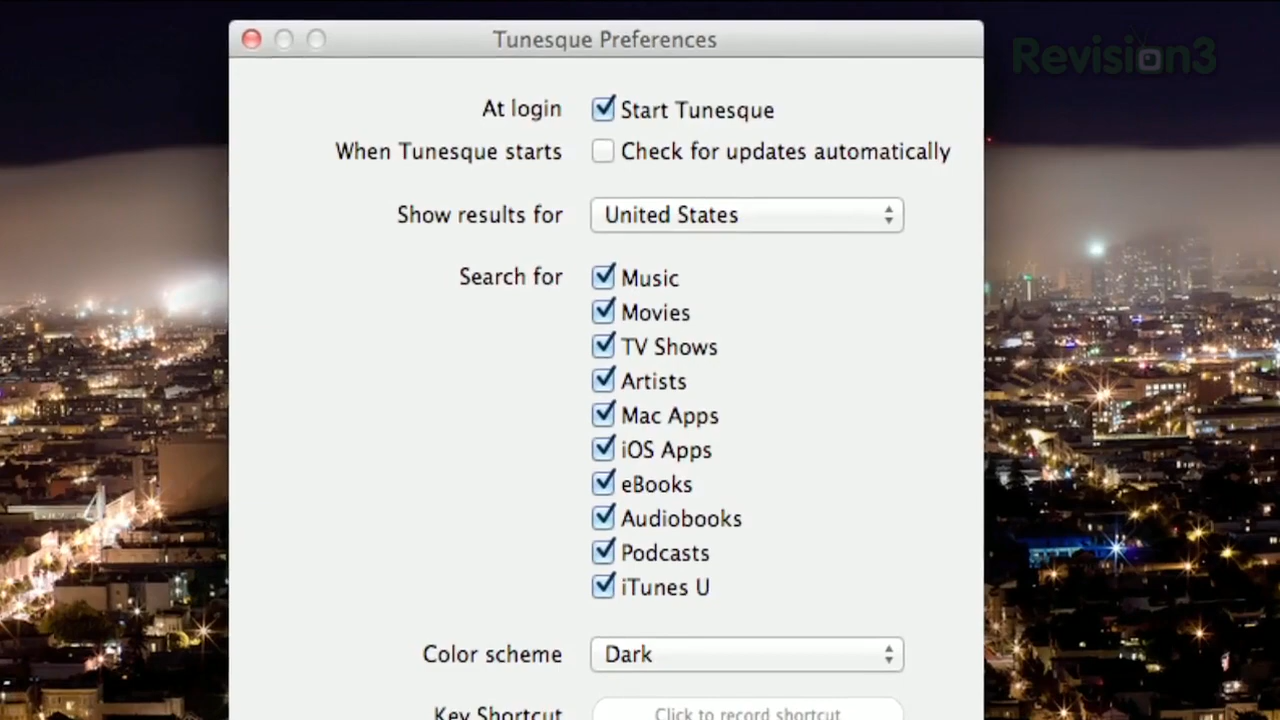 Tunesque Preferences
Revision3
At login Start Tunesque
When Tunesque starts Check for updates automatically
Show results for United States
Search for Music
Movies
TV Shows
Artists
Mac Apps
iOS Apps
eBooks
Audiobooks
Podcasts
iTunes U
Color scheme Dark
Key Shortcut Click to record shortcut